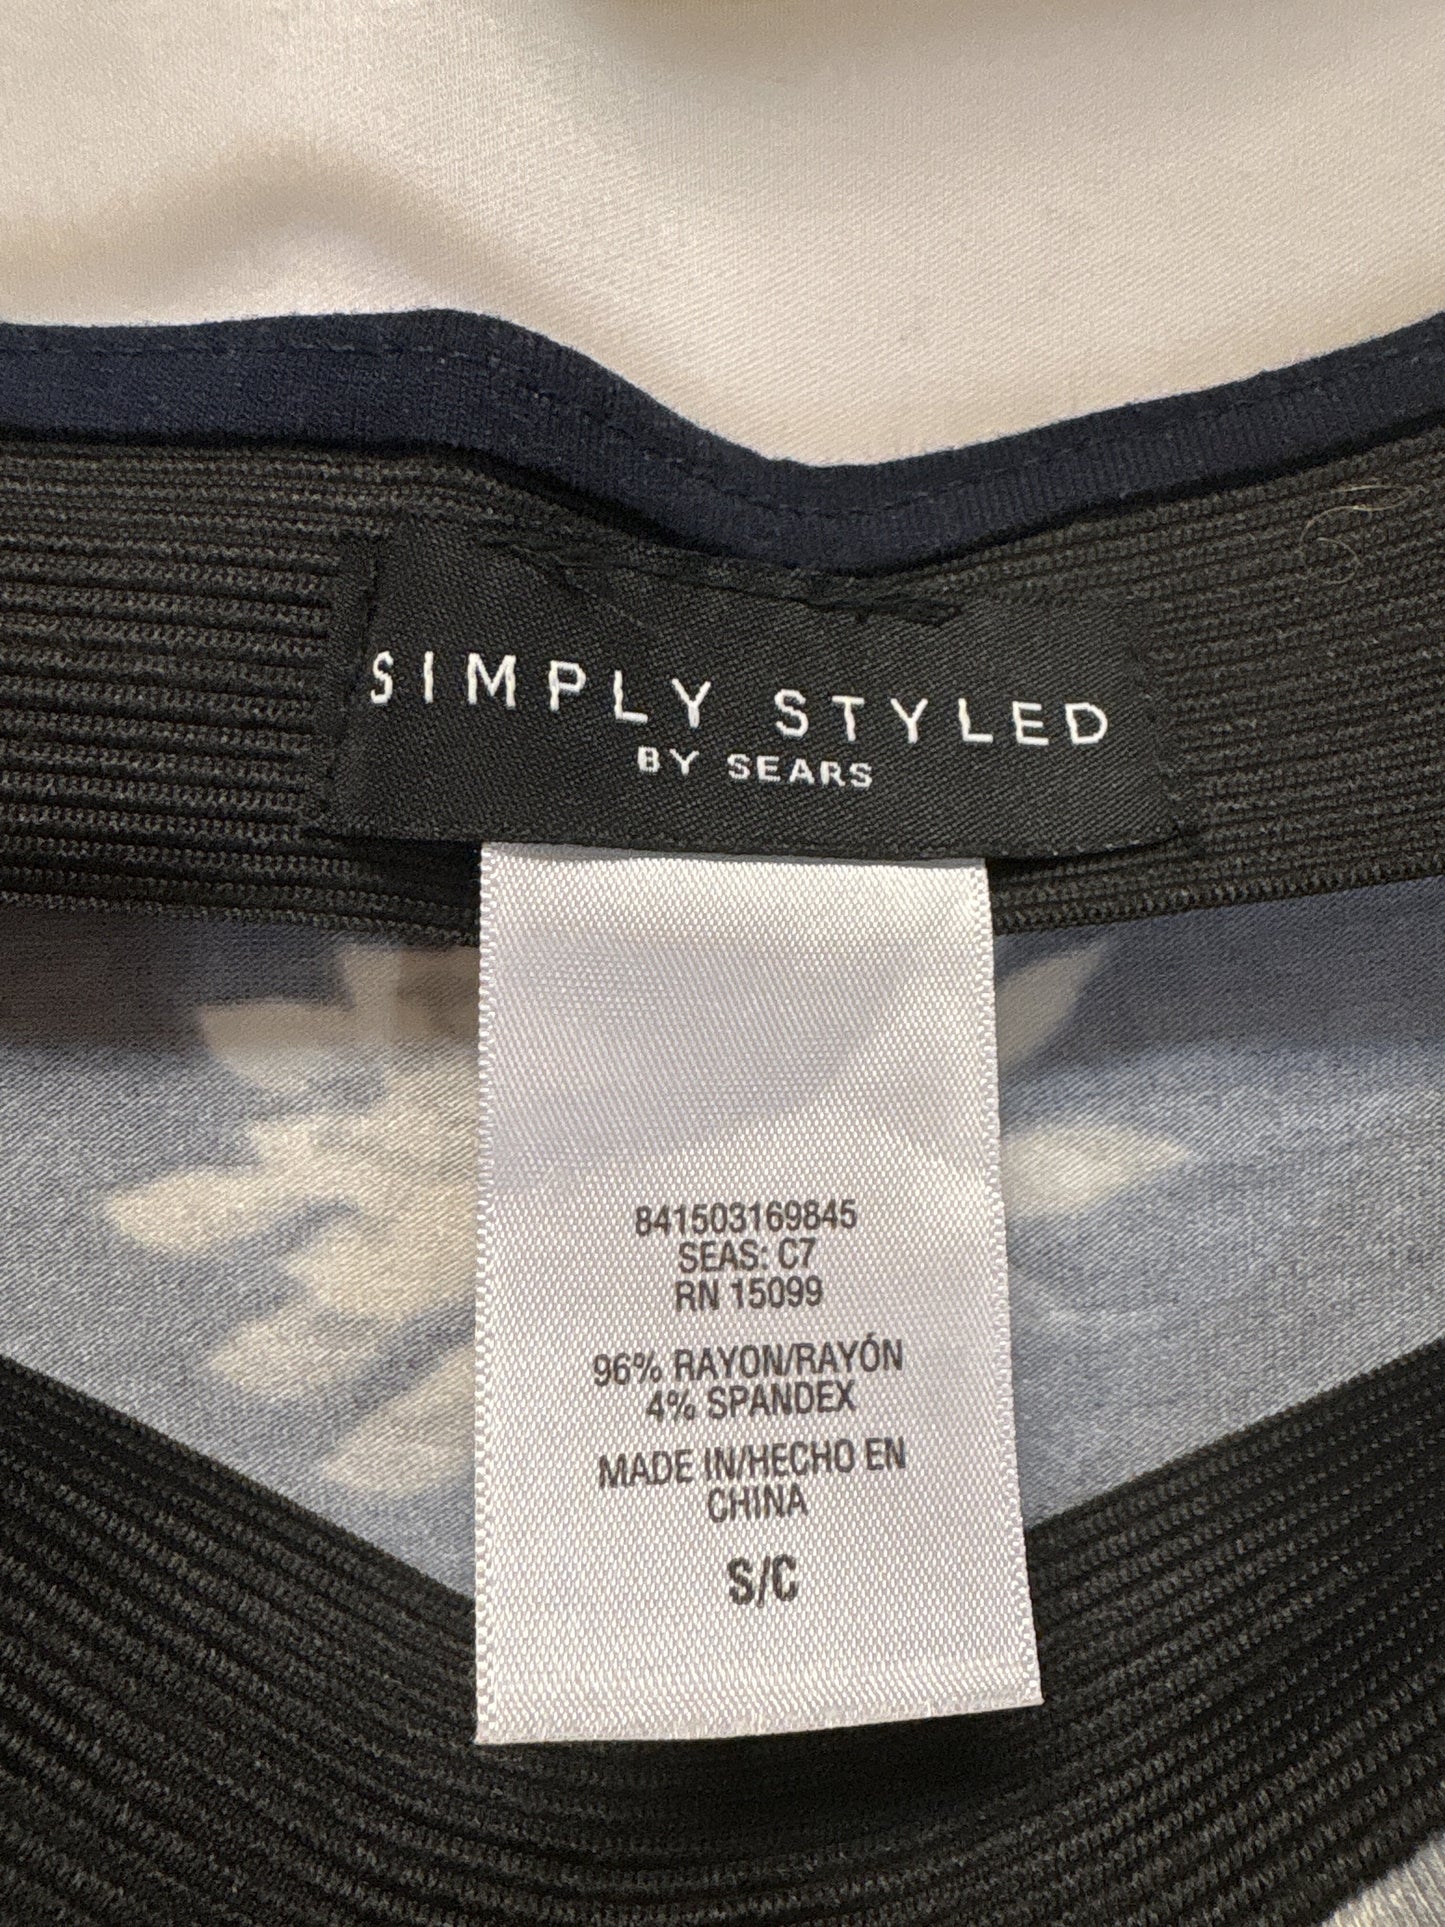 SIMPLY STYLED
BY SEARS
841503169845
SEAS: C7
RN 15099
96% RAYON/RAYÓN
4% SPANDEX
MADE IN/HECHO EN
CHINA
S/C